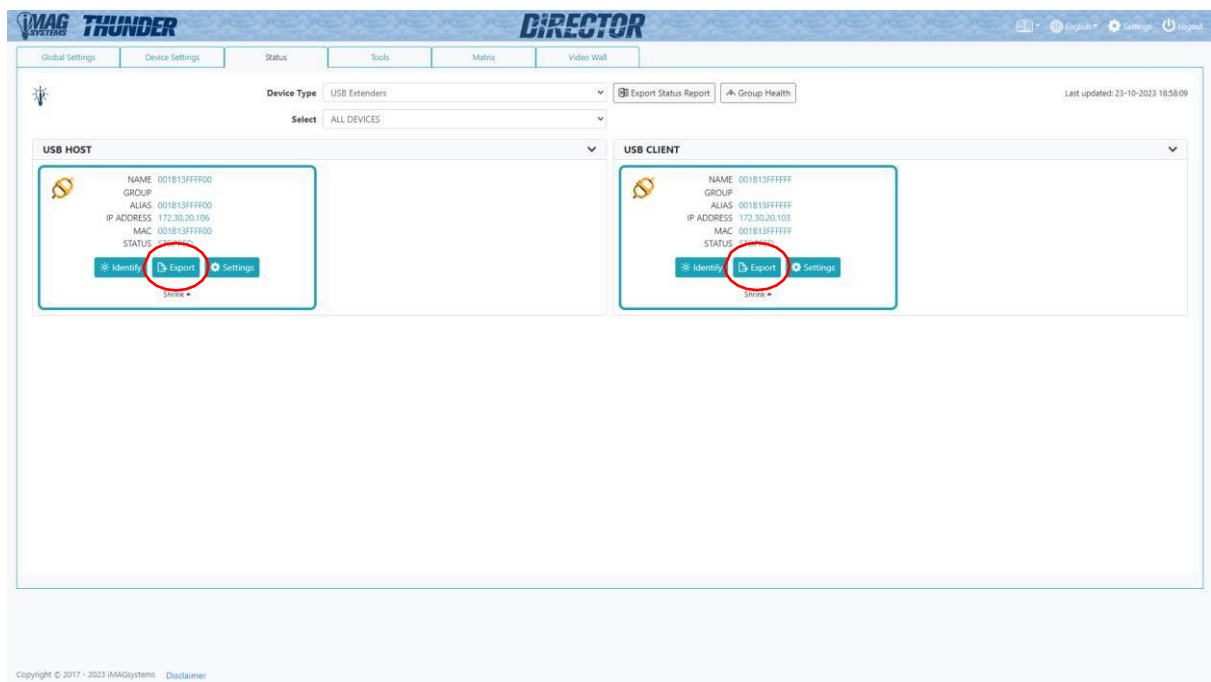 iMAG SYSTEMS THUNDER DiRECTOR English Settings Logout
Global Settings Device Settings Status Tools Matrix Video Wall
Device Type USB Extenders Export Status Report Group Health Last updated: 23-10-2023 18:58:09
Select ALL DEVICES
USB HOST
NAME 001B13FFFF00
GROUP
ALIAS 001B13FFFF00
IP ADDRESS 172.30.20.106
MAC 001B13FFFF00
STATUS STOPPED
Identify Export Settings
Shrink
USB CLIENT
NAME 001B13FFFFFF
GROUP
ALIAS 001B13FFFFFF
IP ADDRESS 172.30.20.103
MAC 001B13FFFFFF
STATUS STOPPED
Identify Export Settings
Shrink
Copyright © 2017 - 2023 iMAGsystems Disclaimer